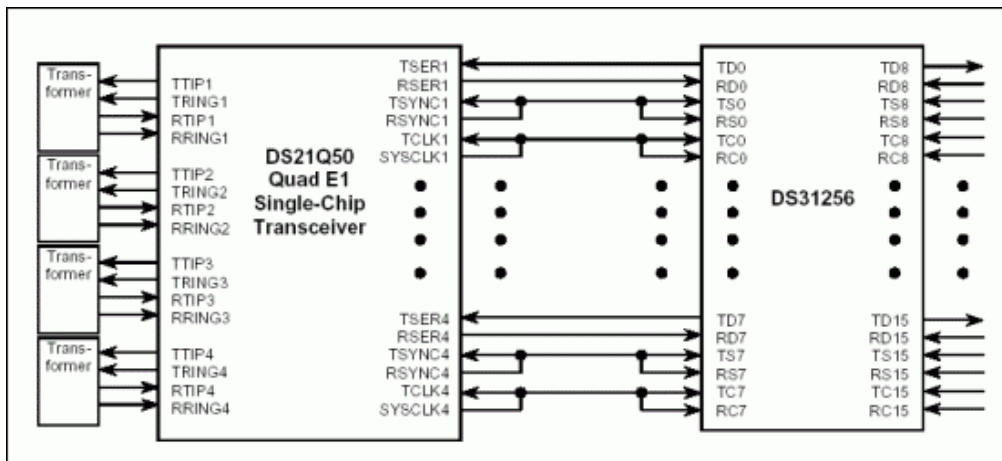 Trans-
former
TTIP1
TRING1
RTIP1
RRING1
Trans-
former
TTIP2
TRING2
RTIP2
RRING2
Trans-
former
TTIP3
TRING3
RTIP3
RRING3
Trans-
former
TTIP4
TRING4
RTIP4
RRING4
DS21Q50
Quad E1
Single-Chip
Transceiver
TSER1
RSER1
TSYNC1
RSYNC1
TCLK1
SYSCLK1
TSER4
RSER4
TSYNC4
RSYNC4
TCLK4
SYSCLK4
TD0
RD0
TS0
RS0
TC0
RC0
TD7
RD7
TS7
RS7
TC7
RC7
DS31256
TD8
RD8
TS8
RS8
TC8
RC8
TD15
RD15
TS15
RS15
TC15
RC15